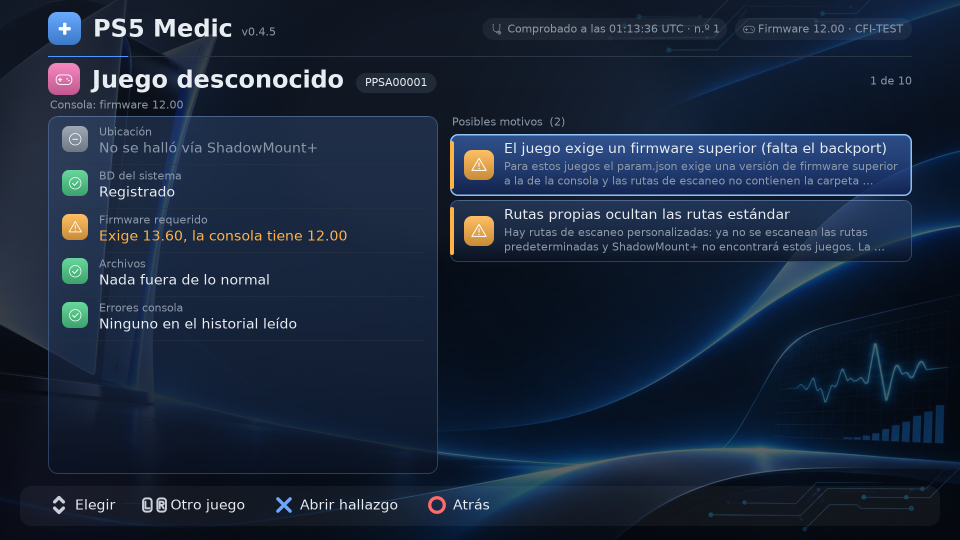 PS5 Medic v0.4.5
Comprobado a las 01:13:36 UTC · n.º 1
Firmware 12.00 · CFI-TEST
Juego desconocido PPSA00001
1 de 10
Consola: firmware 12.00
Ubicación
No se halló vía ShadowMount+
BD del sistema
Registrado
Firmware requerido
Exige 13.60, la consola tiene 12.00
Archivos
Nada fuera de lo normal
Errores consola
Ninguno en el historial leído
Posibles motivos (2)
El juego exige un firmware superior (falta el backport)
Para estos juegos el param.json exige una versión de firmware superior
a la de la consola y las rutas de escaneo no contienen la carpeta ...
Rutas propias ocultan las rutas estándar
Hay rutas de escaneo personalizadas: ya no se escanean las rutas
predeterminadas y ShadowMount+ no encontrará estos juegos. La ...
Elegir
L R Otro juego
Abrir hallazgo
Atrás